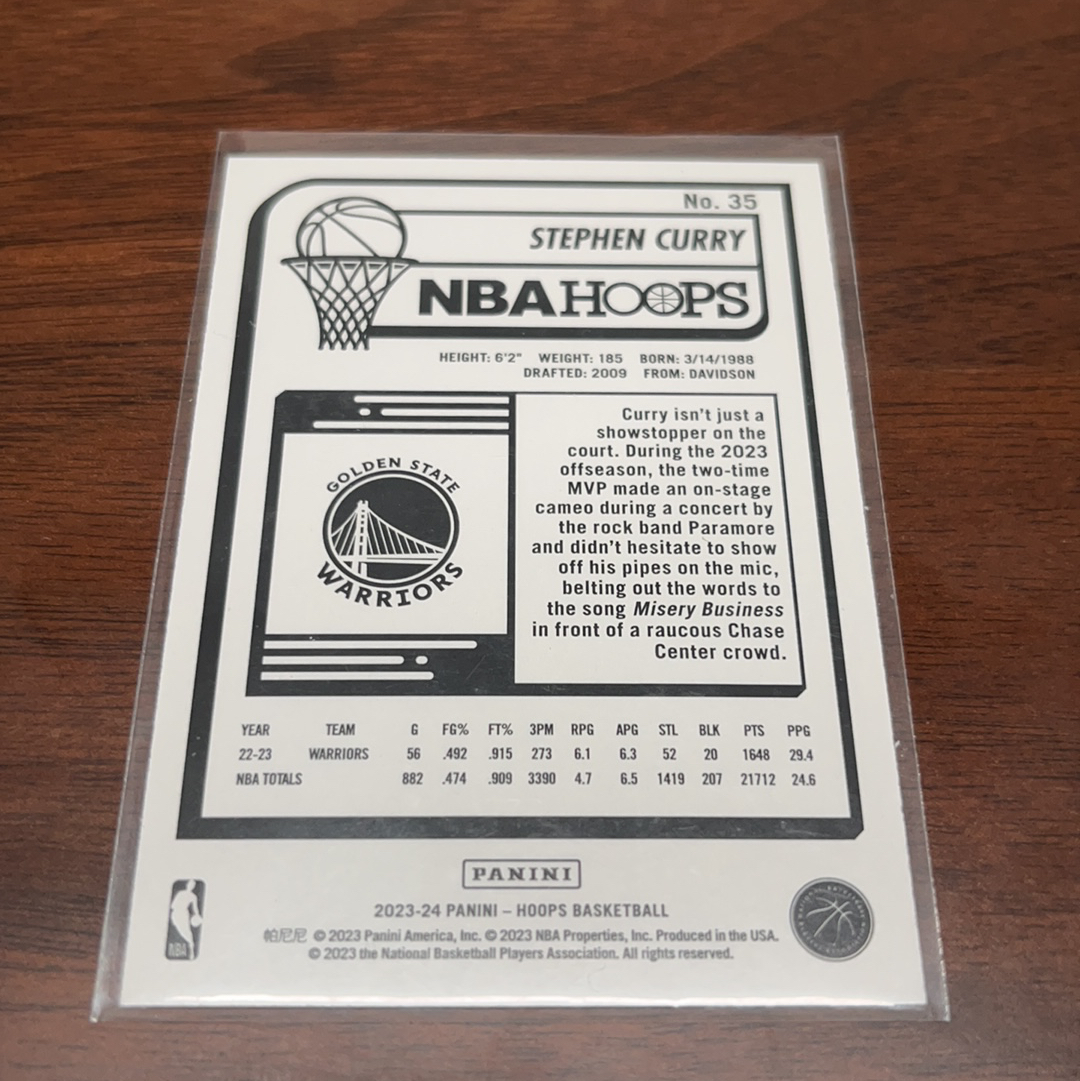 No. 35
STEPHEN CURRY
NBA HOOPS
HEIGHT: 6'2" WEIGHT: 185 BORN: 3/14/1988
DRAFTED: 2009 FROM: DAVIDSON
GOLDEN STATE
WARRIORS
Curry isn't just a
showstopper on the
court. During the 2023
offseason, the two-time
MVP made an on-stage
cameo during a concert by
the rock band Paramore
and didn't hesitate to show
off his pipes on the mic,
belting out the words to
the song Misery Business
in front of a raucous Chase
Center crowd.
YEAR TEAM G FG% FT% 3PM RPG APG STL BLK PTS PPG
22-23 WARRIORS 56 .492 .915 273 6.1 6.3 52 20 1648 29.4
NBA TOTALS 882 .474 .909 3390 4.7 6.5 1419 207 21712 24.6
PANINI
2023-24 PANINI – HOOPS BASKETBALL
帕尼尼 © 2023 Panini America, Inc. © 2023 NBA Properties, Inc. Produced in the USA.
© 2023 the National Basketball Players Association. All rights reserved.
NBA